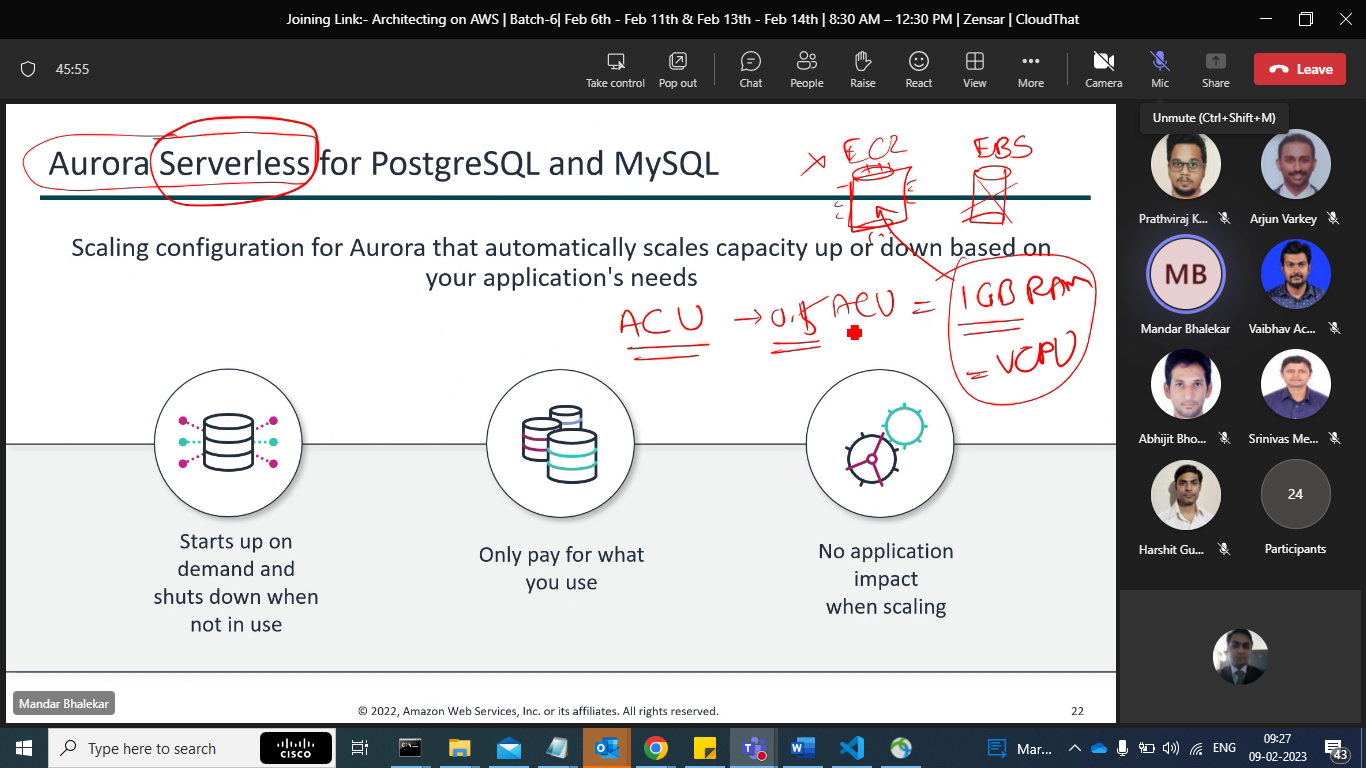 Joining Link:- Architecting on AWS | Batch-6| Feb 6th - Feb 11th & Feb 13th - Feb 14th | 8:30 AM – 12:30 PM | Zensar | CloudThat
45:55
Take control
Pop out
Chat
People
Raise
React
View
More
Camera
Mic
Share
Leave
Unmute (Ctrl+Shift+M)
Aurora Serverless for PostgreSQL and MySQL
EC2
EBS
Scaling configuration for Aurora that automatically scales capacity up or down based on
your application's needs
ACU → 0.5 ACU = 1 GB RAM
= VCPU
Starts up on
demand and
shuts down when
not in use
Only pay for what
you use
No application
impact
when scaling
Mandar Bhalekar
© 2022, Amazon Web Services, Inc. or its affiliates. All rights reserved.
22
Prathviraj K...
Arjun Varkey
MB
Mandar Bhalekar
Vaibhav Ac...
Abhijit Bho...
Srinivas Me...
Harshit Gu...
24
Participants
Type here to search
CISCO
Mar...
ENG
09:27
09-02-2023
43